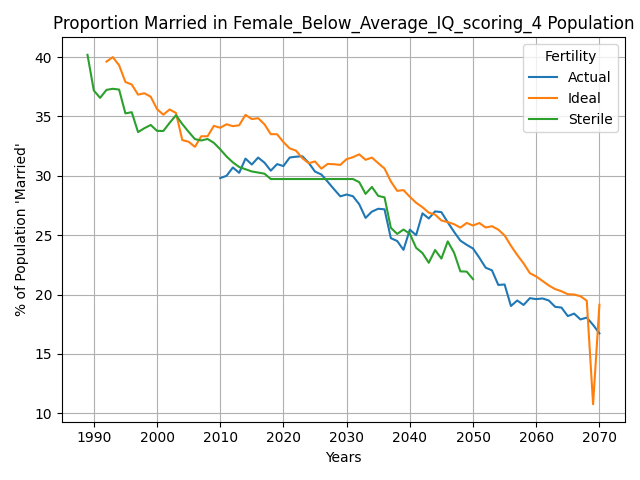 Proportion Married in Female_Below_Average_IQ_scoring_4 Population
% of Population 'Married'
40
35
30
25
20
15
10
Fertility
Actual
Ideal
Sterile
1990 2000 2010 2020 2030 2040 2050 2060 2070
Years